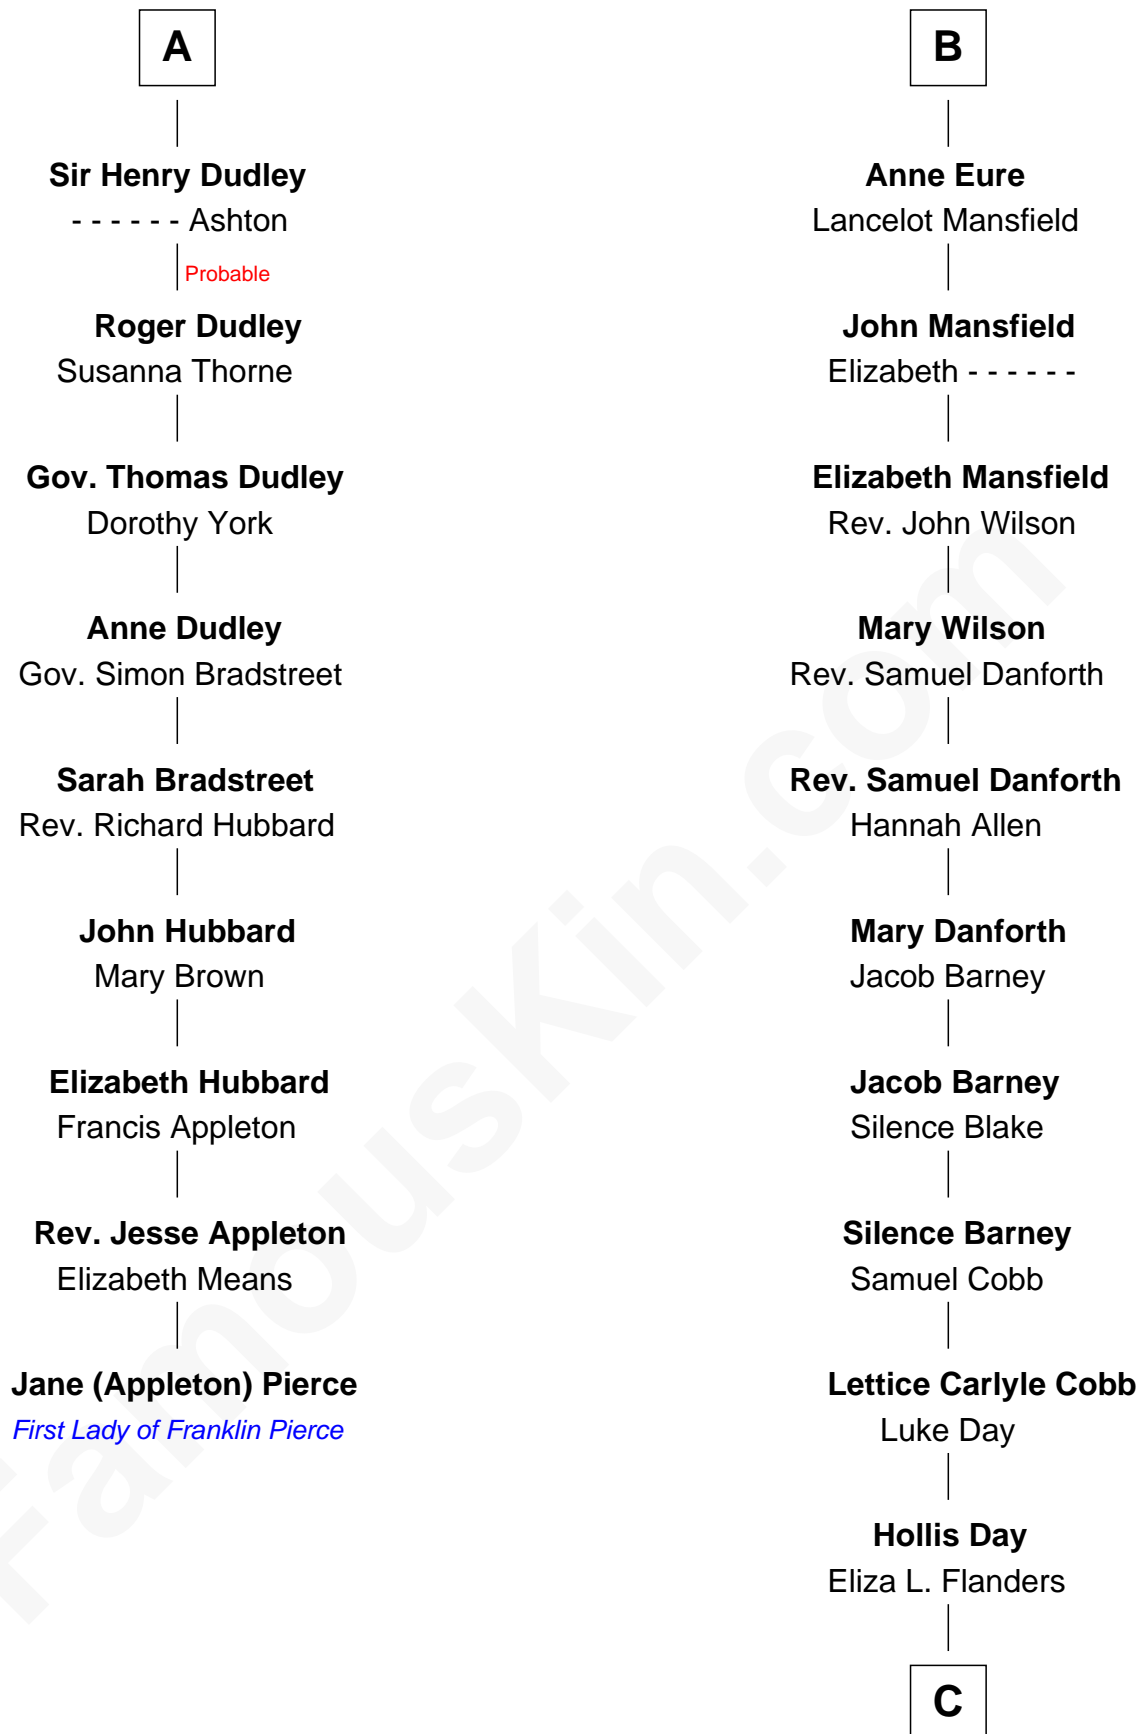 A
Sir Henry Dudley
- - - - - - Ashton
Probable
Roger Dudley
Susanna Thorne
Gov. Thomas Dudley
Dorothy York
Anne Dudley
Gov. Simon Bradstreet
Sarah Bradstreet
Rev. Richard Hubbard
John Hubbard
Mary Brown
Elizabeth Hubbard
Francis Appleton
Rev. Jesse Appleton
Elizabeth Means
Jane (Appleton) Pierce
First Lady of Franklin Pierce
B
Anne Eure
Lancelot Mansfield
John Mansfield
Elizabeth - - - - - -
Elizabeth Mansfield
Rev. John Wilson
Mary Wilson
Rev. Samuel Danforth
Rev. Samuel Danforth
Hannah Allen
Mary Danforth
Jacob Barney
Jacob Barney
Silence Blake
Silence Barney
Samuel Cobb
Lettice Carlyle Cobb
Luke Day
Hollis Day
Eliza L. Flanders
C
FamousKin.com